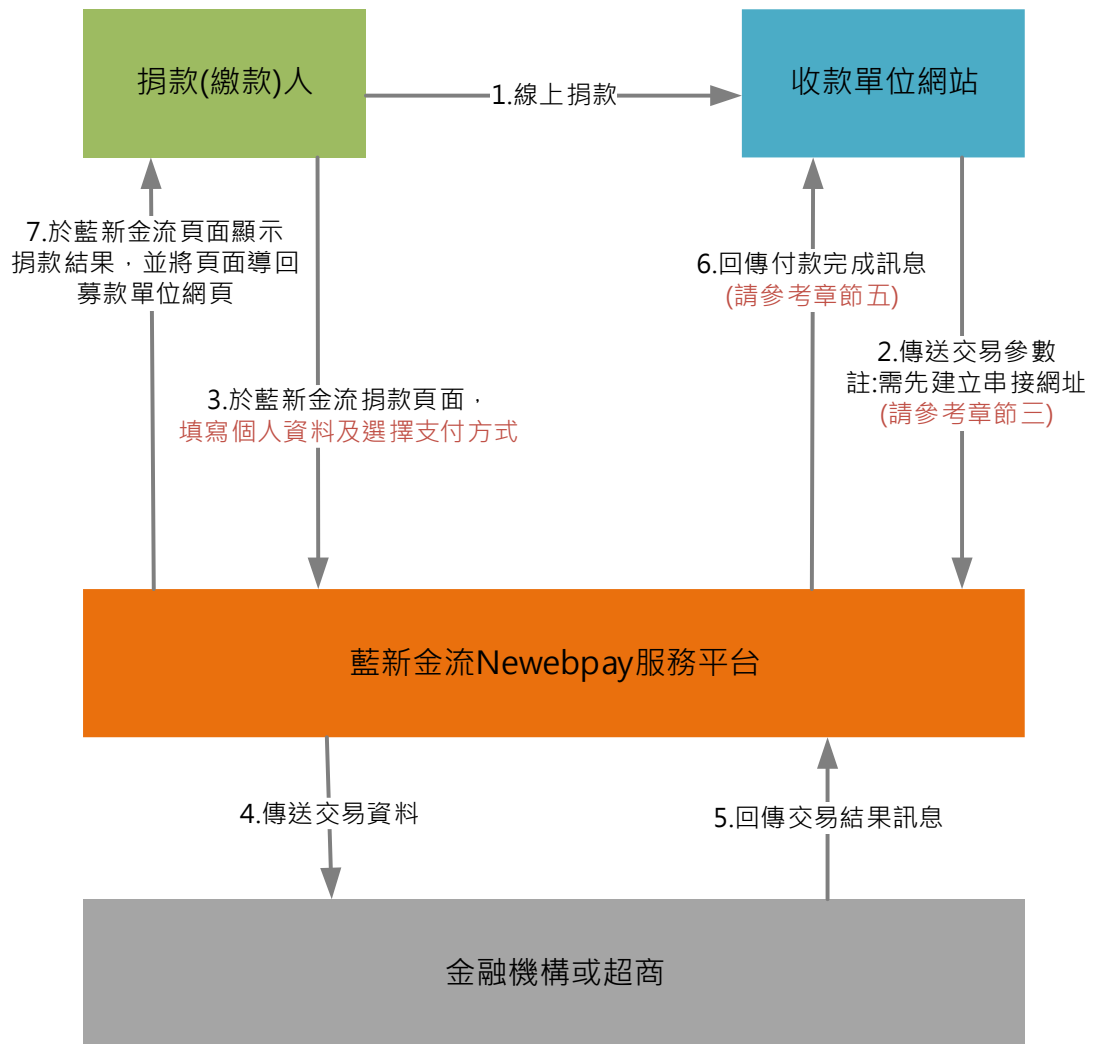 捐款(繳款)人
收款單位網站
1.線上捐款
7.於藍新金流頁面顯示
捐款結果，並將頁面導回
募款單位網頁
6.回傳付款完成訊息
(請參考章節五)
2.傳送交易參數
註:需先建立串接網址
(請參考章節三)
3.於藍新金流捐款頁面，
填寫個人資料及選擇支付方式
藍新金流Newebpay服務平台
4.傳送交易資料
5.回傳交易結果訊息
金融機構或超商